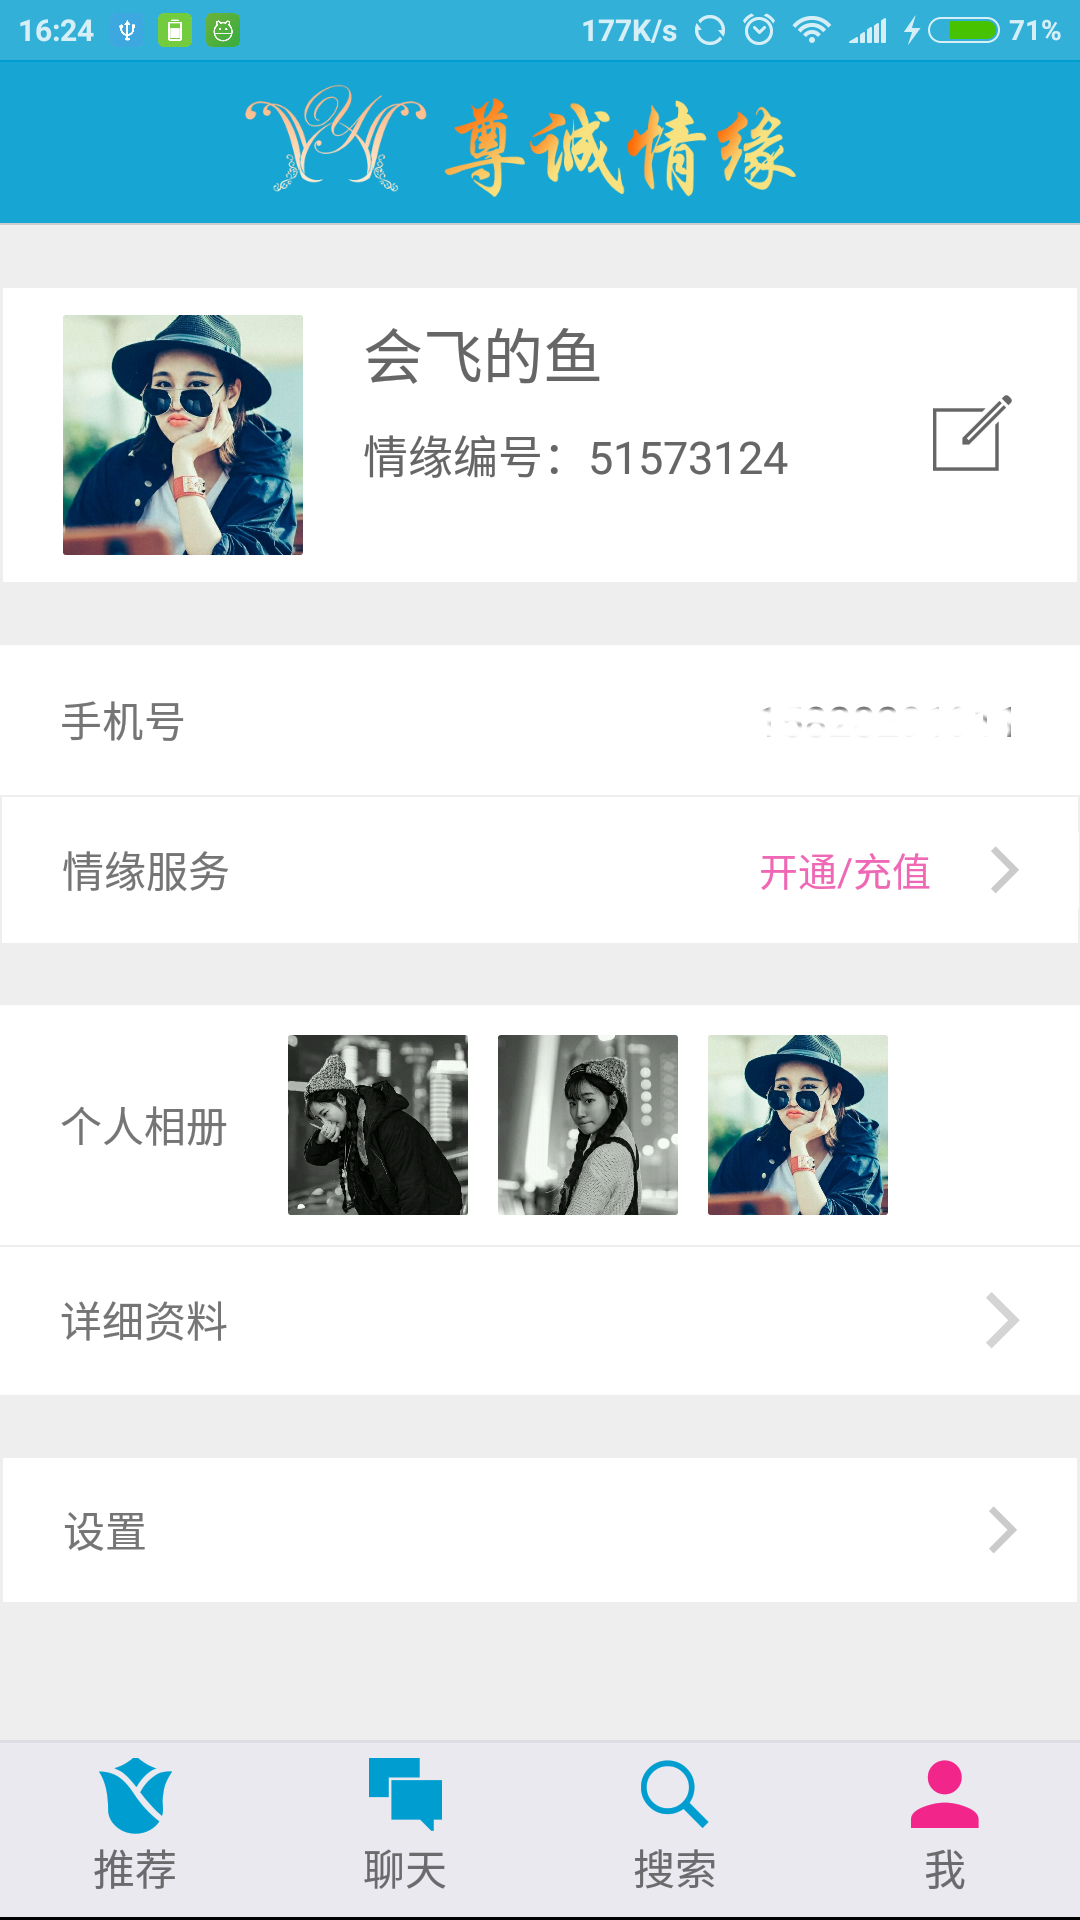 16:24 177K/s 71%
尊诚情缘
会飞的鱼
情缘编号：51573124
手机号
情缘服务 开通/充值
个人相册
详细资料
设置
推荐 聊天 搜索 我